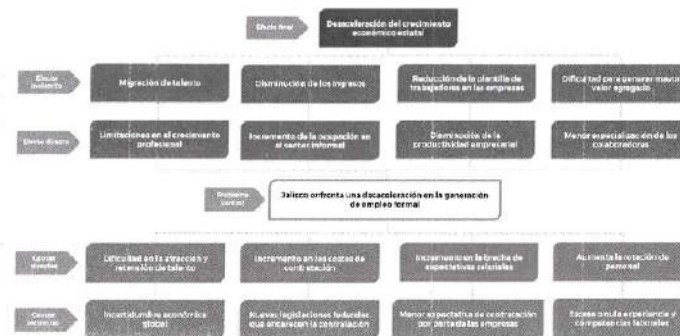 Efecto final
Desaceleración del crecimiento
económico estatal
Efecto
indirecto
Migración de talento
Disminución de los ingresos
Reducción de la plantilla de
trabajadores en las empresas
Dificultad para generar mayor
valor agregado
Efecto directo
Limitaciones en el crecimiento
profesional
Incremento de la ocupación en
el sector informal
Disminución de la
productividad empresarial
Menor especialización de los
colaboradores
Problema
central
Jalisco enfrenta una desaceleración en la generación
de empleo formal
Causas
directas
Dificultad en la atracción y
retención de talento
Incremento en los costos de
contratación
Incremento en la brecha de
expectativas salariales
Aumenta la rotación de
personal
Causas
indirectas
Incertidumbre económica
global
Nuevas legislaciones federales
que encarecen la contratación
Menor expectativa de contratación
por parte de las empresas
Escasa o nula experiencia y
competencias laborales